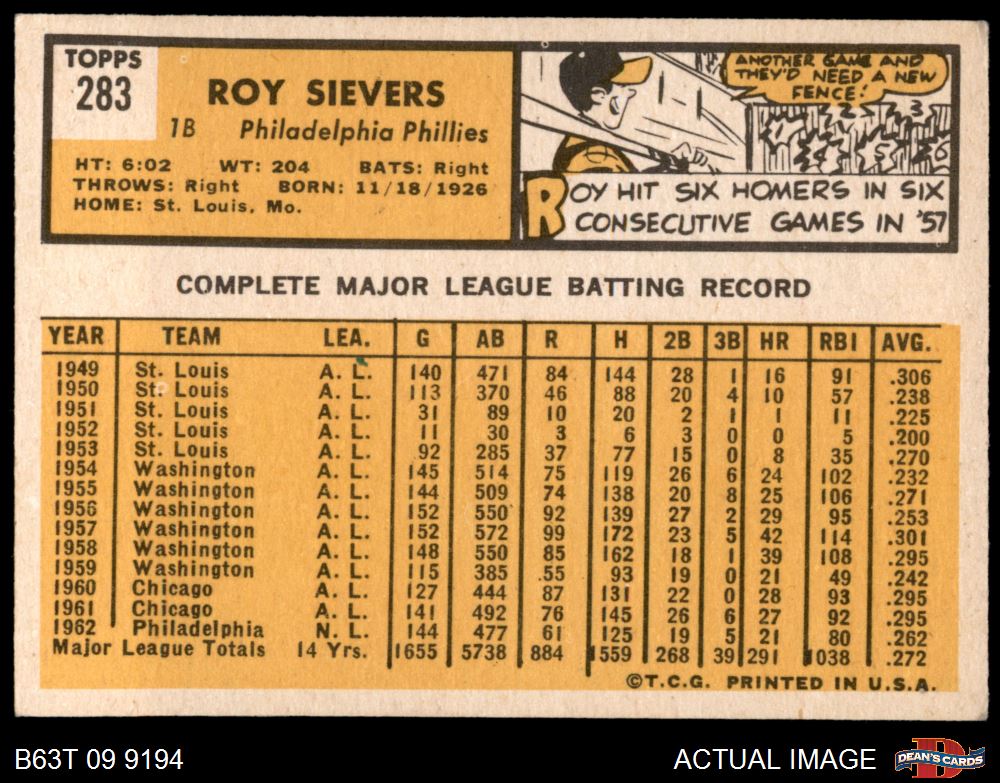 TOPPS
283
ROY SIEVERS
1B Philadelphia Phillies
HT: 6:02 WT: 204 BATS: Right
THROWS: Right BORN: 11/18/1926
HOME: St. Louis, Mo.
ANOTHER GAME AND
THEY'D NEED A NEW
FENCE!
1 2 3
4 5 6
ROY HIT SIX HOMERS IN SIX
CONSECUTIVE GAMES IN '57
COMPLETE MAJOR LEAGUE BATTING RECORD
YEAR TEAM LEA. G AB R H 2B 3B HR RBI AVG.
1949 St. Louis A. L. 140 471 84 144 28 1 16 91 .306
1950 St. Louis A. L. 113 370 46 88 20 4 10 57 .238
1951 St. Louis A. L. 31 89 10 20 2 1 1 11 .225
1952 St. Louis A. L. 11 30 3 6 3 0 0 5 .200
1953 St. Louis A. L. 92 285 37 77 15 0 8 35 .270
1954 Washington A. L. 145 514 75 119 26 6 24 102 .232
1955 Washington A. L. 144 509 74 138 20 8 25 106 .271
1956 Washington A. L. 152 550 92 139 27 2 29 95 .253
1957 Washington A. L. 152 572 99 172 23 5 42 114 .301
1958 Washington A. L. 148 550 85 162 18 1 39 108 .295
1959 Washington A. L. 115 385 55 93 19 0 21 49 .242
1960 Chicago A. L. 127 444 87 131 22 0 28 93 .295
1961 Chicago A. L. 141 492 76 145 26 6 27 92 .295
1962 Philadelphia N. L. 144 477 61 125 19 5 21 80 .262
Major League Totals 14 Yrs. 1655 5738 884 1559 268 39 291 1038 .272
©T.C.G. PRINTED IN U.S.A.
B63T 09 9194
ACTUAL IMAGE
D
DEAN'S CARDS